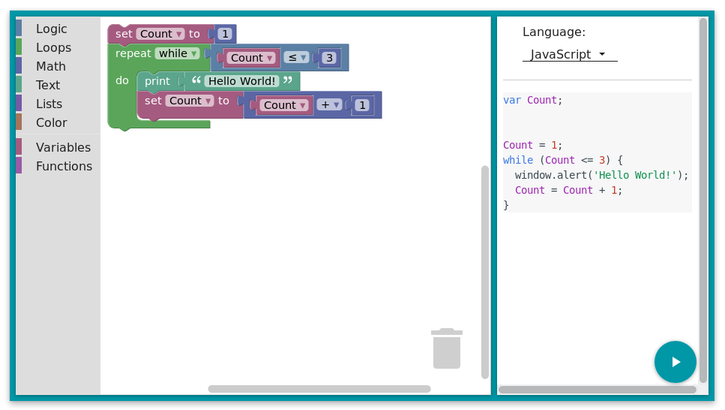 Logic
Loops
Math
Text
Lists
Color
Variables
Functions
set Count to 1
repeat while Count ≤ 3
do print “ Hello World! ”
set Count to Count + 1
Language:
JavaScript
var Count;
Count = 1;
while (Count <= 3) {
  window.alert('Hello World!');
  Count = Count + 1;
}